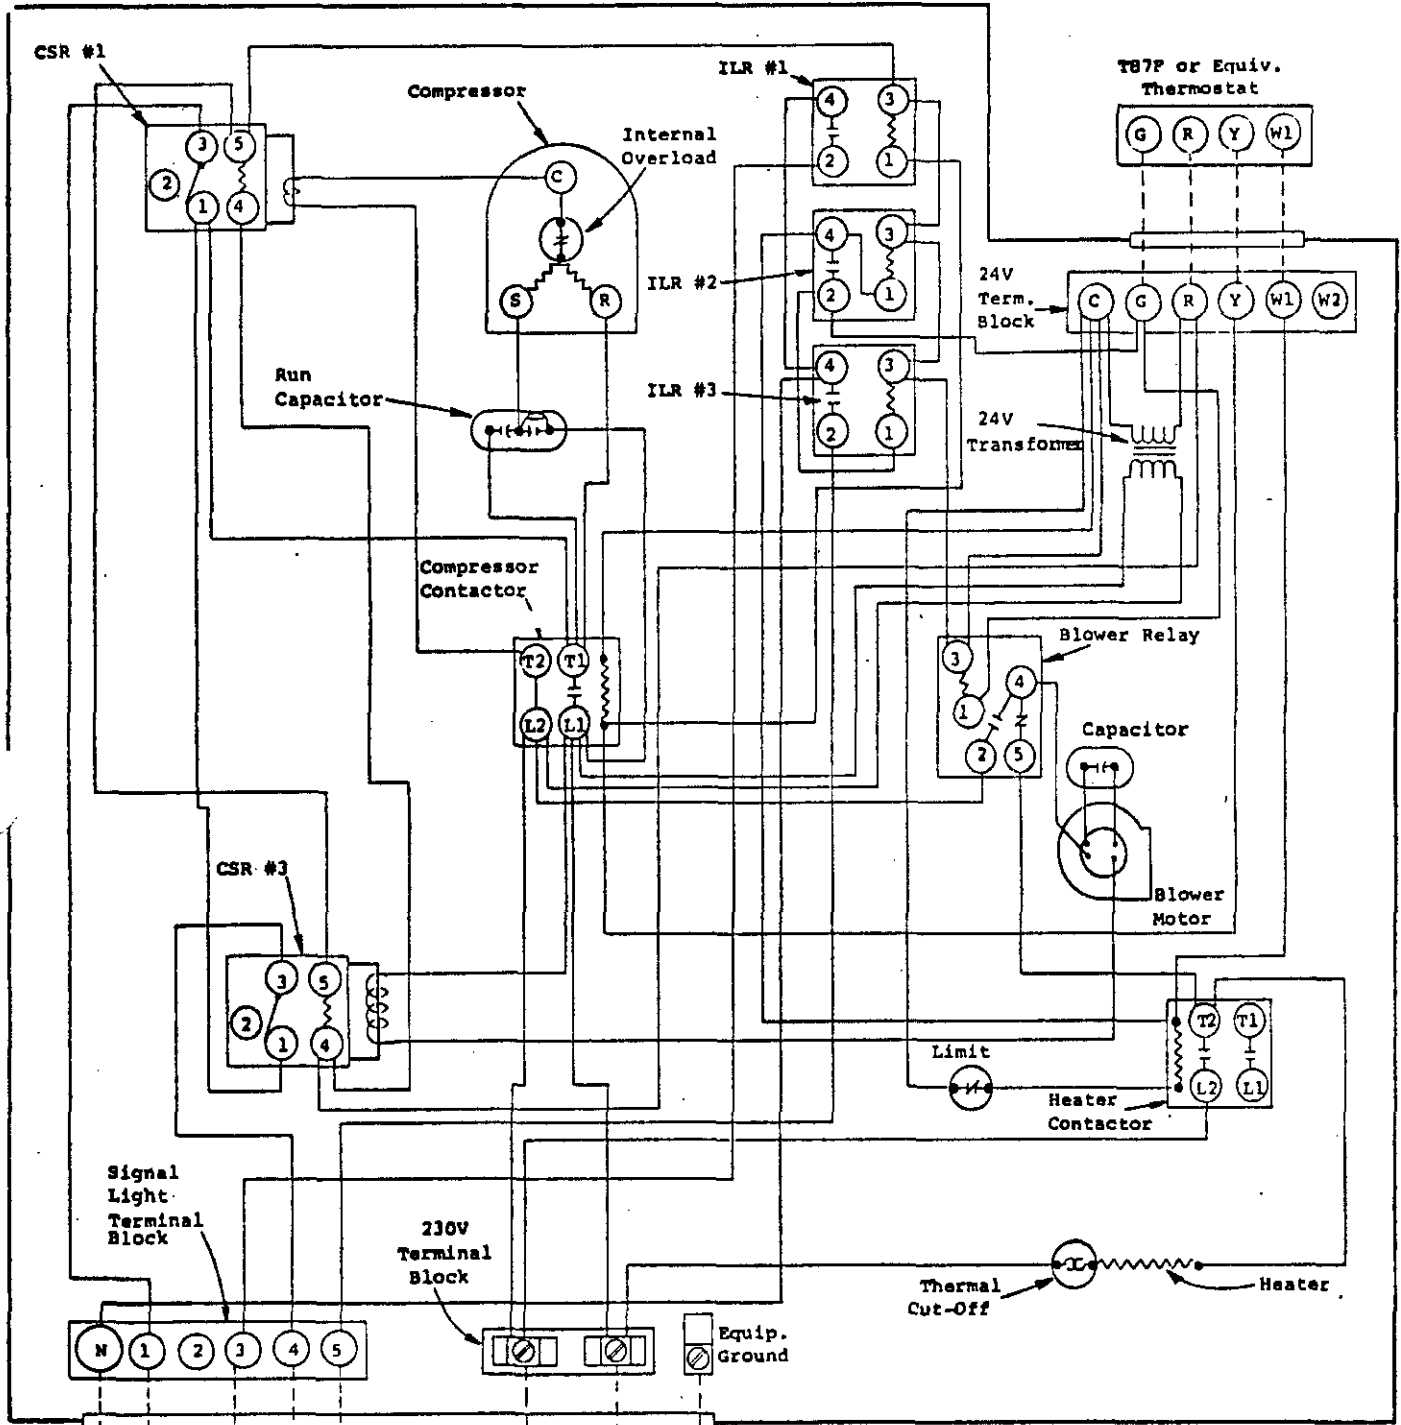 CSR #1
3
5
2
1
4
Compressor
Internal
Overload
C
S
R
Run
Capacitor
ILR #1
4
3
2
1
ILR #2
4
3
2
1
ILR #3
4
3
2
1
T87F or Equiv.
Thermostat
G
R
Y
W1
24V
Term.
Block
C
G
R
Y
W1
W2
24V
Transformer
Compressor
Contactor
T2
T1
L2
L1
Blower Relay
3
4
1
2
5
Capacitor
Blower
Motor
CSR #3
3
5
2
1
4
Limit
Heater
Contactor
T2
T1
L2
L1
Signal
Light
Terminal
Block
230V
Terminal
Block
Thermal
Cut-Off
Heater
N
1
2
3
4
5
Equip.
Ground